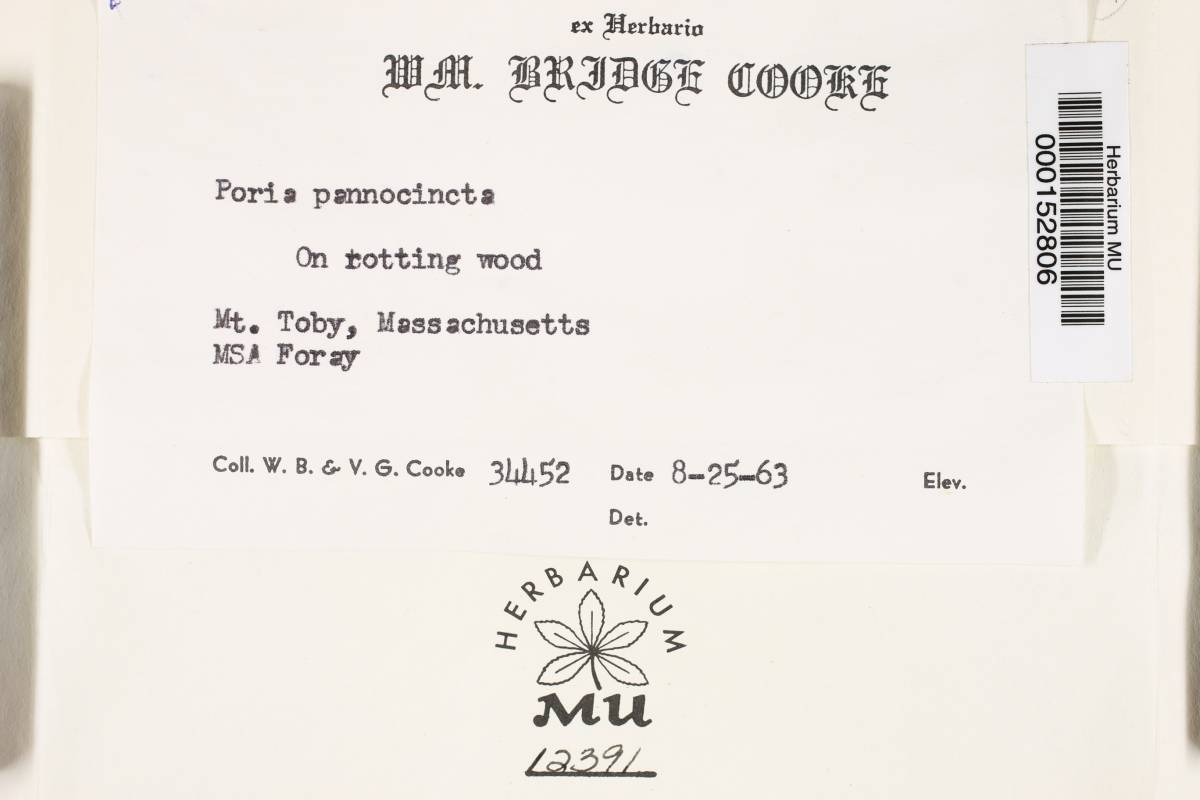 ex Herbario
WM. BRIDGE COOKE
Poria pannocincta
On rotting wood
Mt. Toby, Massachusetts
MSA Foray
Coll. W. B. & V. G. Cooke 34452 Date 8-25-63 Elev.
Det.
Herbarium MU
000152806
HERBARIUM
MU
12391